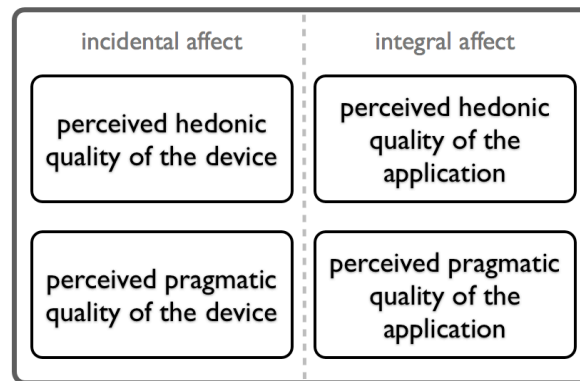 incidental affect
integral affect
perceived hedonic
quality of the device
perceived hedonic
quality of the
application
perceived pragmatic
quality of the device
perceived pragmatic
quality of the
application